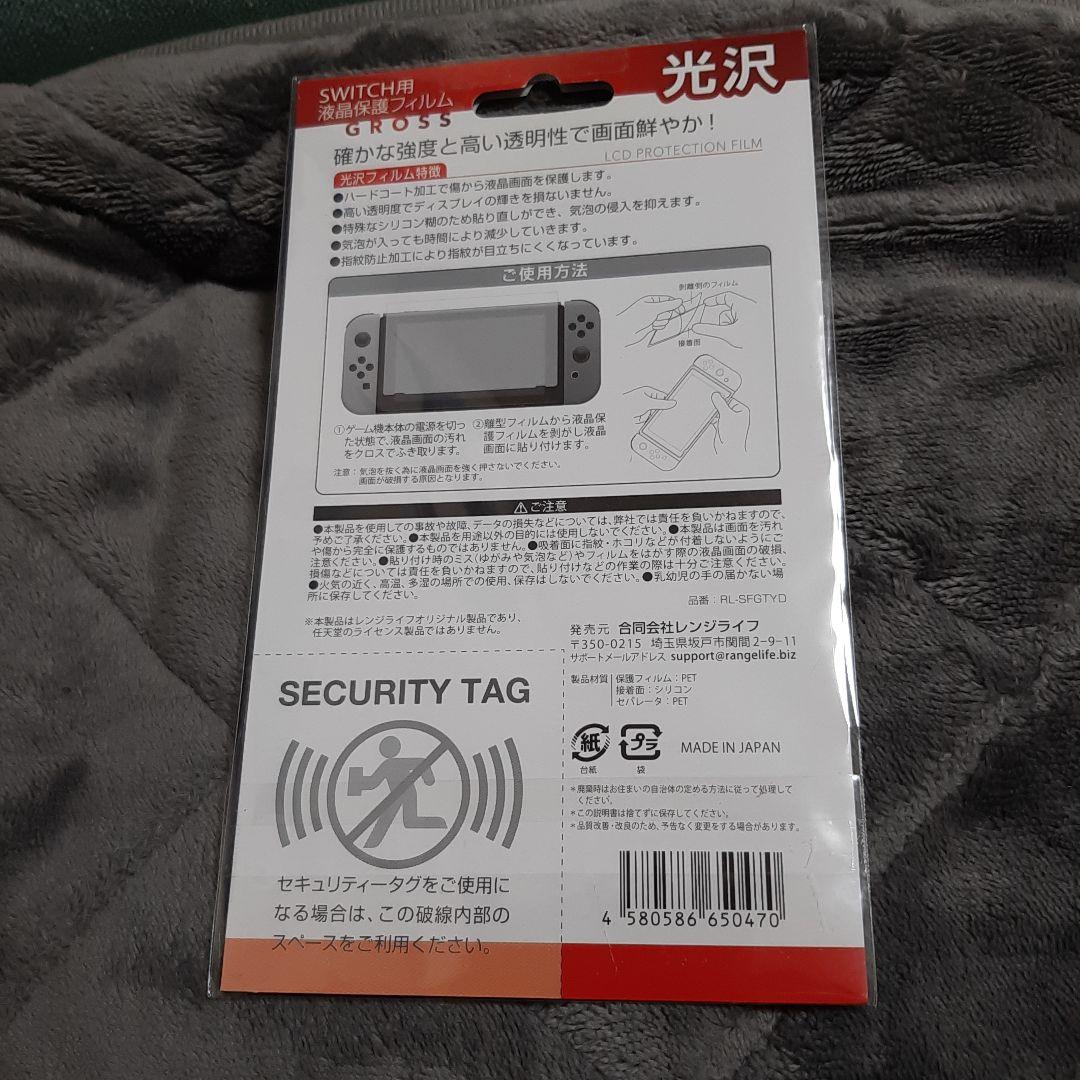 SWITCH用
液晶保護フィルム
光沢
GROSS
確かな強度と高い透明性で画面鮮やか!
LCD PROTECTION FILM
光沢フィルム特徴
●ハードコート加工で傷から液晶画面を保護します。
●高い透明度でディスプレイの輝きを損ないません。
●特殊なシリコン糊のため貼り直しができ、気泡の侵入を抑えます。
●気泡が入っても時間により減少していきます。
●指紋防止加工により指紋が目立ちにくくなっています。
ご使用方法
剥離側のフィルム
接着面
①ゲーム機本体の電源を切っ
た状態で、液晶画面の汚れ
をクロスでふき取ります。
②離型フィルムから液晶保
護フィルムを剥がし液晶
画面に貼り付けます。
注意:気泡を抜く為に液晶画面を強く押さないでください。
画面が破損する原因となります。
⚠ご注意
●本製品を使用しての事故や故障、データの損失などについては、弊社では責任を負いかねますので、
予めご了承ください。●本製品を用途以外の目的には使用しないでください。●本製品は画面を汚れ
や傷から完全に保護するものではありません。●吸着面に指紋・ホコリなどが付着しないようにご
注意ください。●貼り付け時のミス(ゆがみや気泡など)やフィルムをはがす際の液晶画面の破損、
損傷などについては責任を負いかねますので、貼り付けなどの作業の際は十分ご注意ください。
●火気の近く、高温、多湿の場所での使用、保存はしないでください。●乳幼児の手の届かない場
所に保存してください。
品番:RL-SFGTYD
※本製品はレンジライフオリジナル製品であり、
任天堂のライセンス製品ではありません。
発売元 合同会社レンジライフ
〒350-0215 埼玉県坂戸市関間2-9-11
サポートメールアドレス support@rangelife.biz
製品材質 保護フィルム:PET
接着面:シリコン
セパレータ:PET
紙
台紙
プラ
袋
MADE IN JAPAN
*廃棄時はお住まいの自治体の定める方法に従って処理して
ください。
*この説明書は捨てずに保存してください。
*品質改善・改良のため、予告なく変更をする場合があります。
4 580586 650470
SECURITY TAG
セキュリティータグをご使用に
なる場合は、この破線内部の
スペースをご利用ください。